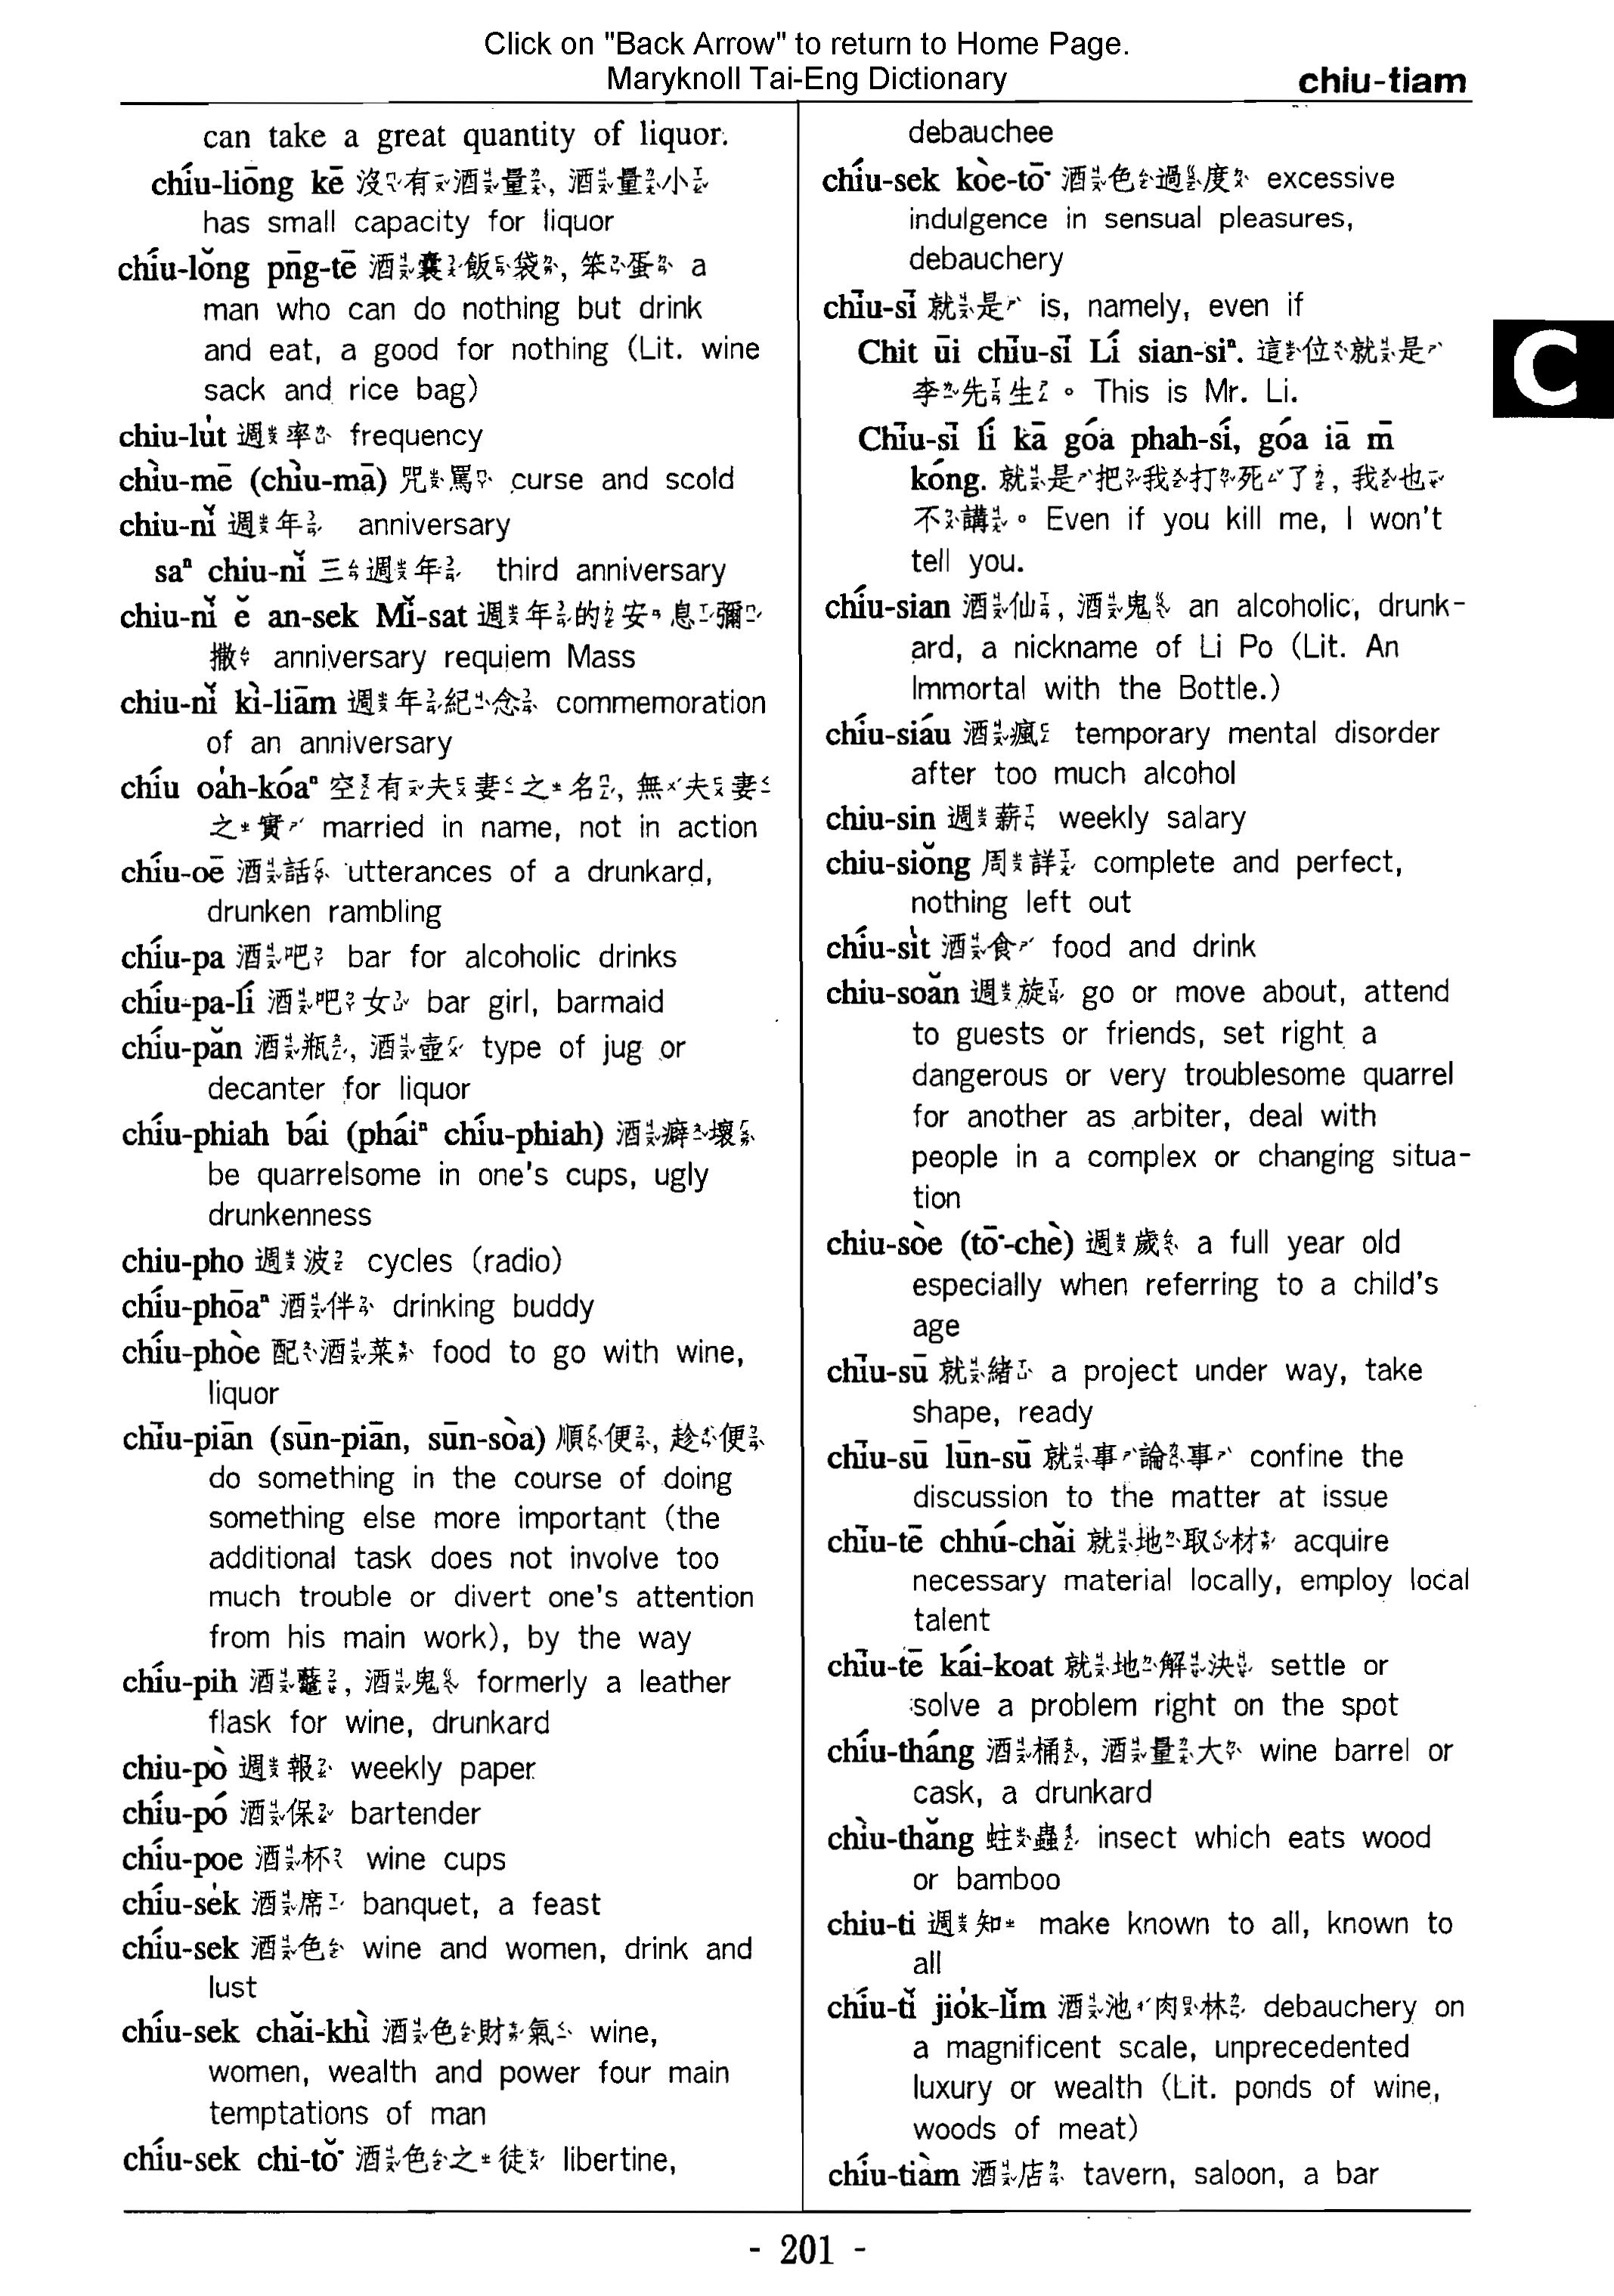 Click on "Back Arrow" to return to Home Page.
Maryknoll Tai-Eng Dictionary
chiu-tiam
can take a great quantity of liquor.
chíu-liōng kē 沒有酒量, 酒量小
has small capacity for liquor
chíu-lǒng pn̄g-tē 酒囊飯袋, 笨蛋 a
man who can do nothing but drink
and eat, a good for nothing (Lit. wine
sack and rice bag)
chiu-lu̍t 週率 frequency
chìu-mē (chìu-mā) 咒罵 curse and scold
chiu-nǐ 週年 anniversary
saⁿ chiu-nǐ 三週年 third anniversary
chiu-nǐ ě an-sek Mǐ-sat 週年的安息彌
撒 anniversary requiem Mass
chiu-nǐ kì-liām 週年紀念 commemoration
of an anniversary
chíu oa̍h-kóaⁿ 空有夫妻之名, 無夫妻
之實 married in name, not in action
chíu-oē 酒話 utterances of a drunkard,
drunken rambling
chíu-pa 酒吧 bar for alcoholic drinks
chíu-pa-lí 酒吧女 bar girl, barmaid
chíu-pǎn 酒瓶, 酒壺 type of jug or
decanter for liquor
chíu-phiah bái (pháiⁿ chíu-phiah) 酒癖壞
be quarrelsome in one's cups, ugly
drunkenness
chiu-pho 週波 cycles (radio)
chíu-phōaⁿ 酒伴 drinking buddy
chíu-phòe 配酒菜 food to go with wine,
liquor
chīu-piān (sūn-piān, sūn-sòa) 順便, 趁便
do something in the course of doing
something else more important (the
additional task does not involve too
much trouble or divert one's attention
from his main work), by the way
chíu-pih 酒鼈, 酒鬼 formerly a leather
flask for wine, drunkard
chiu-pò 週報 weekly paper
chíu-pó 酒保 bartender
chíu-poe 酒杯 wine cups
chíu-se̍k 酒席 banquet, a feast
chíu-sek 酒色 wine and women, drink and
lust
chíu-sek chǎi-khì 酒色財氣 wine,
women, wealth and power four main
temptations of man
chíu-sek chi-tǒ͘ 酒色之徒 libertine,
debauchee
chíu-sek kòe-tō͘ 酒色過度 excessive
indulgence in sensual pleasures,
debauchery
chīu-sī 就是 is, namely, even if
Chit ūi chīu-sī Lí sian-siⁿ. 這位就是
李先生。 This is Mr. Li.
Chīu-sī lí kā góa phah-sí, góa iā m̄
kóng. 就是把我打死了, 我也
不講。 Even if you kill me, I won't
tell you.
chíu-sian 酒仙, 酒鬼 an alcoholic, drunk-
ard, a nickname of Li Po (Lit. An
Immortal with the Bottle.)
chíu-siáu 酒瘋 temporary mental disorder
after too much alcohol
chiu-sin 週薪 weekly salary
chiu-siǒng 周詳 complete and perfect,
nothing left out
chíu-si̍t 酒食 food and drink
chiu-soǎn 週旋 go or move about, attend
to guests or friends, set right a
dangerous or very troublesome quarrel
for another as arbiter, deal with
people in a complex or changing situa-
tion
chiu-sòe (tō͘-chè) 週歲 a full year old
especially when referring to a child's
age
chīu-sū 就緒 a project under way, take
shape, ready
chīu-sū lūn-sū 就事論事 confine the
discussion to the matter at issue
chīu-tē chhú-chǎi 就地取材 acquire
necessary material locally, employ local
talent
chīu-tē kái-koat 就地解決 settle or
solve a problem right on the spot
chíu-tháng 酒桶, 酒量大 wine barrel or
cask, a drunkard
chìu-thǎng 蛀蟲 insect which eats wood
or bamboo
chiu-ti 週知 make known to all, known to
all
chíu-tǐ jio̍k-lǐm 酒池肉林 debauchery on
a magnificent scale, unprecedented
luxury or wealth (Lit. ponds of wine,
woods of meat)
chíu-tiàm 酒店 tavern, saloon, a bar
C
- 201 -